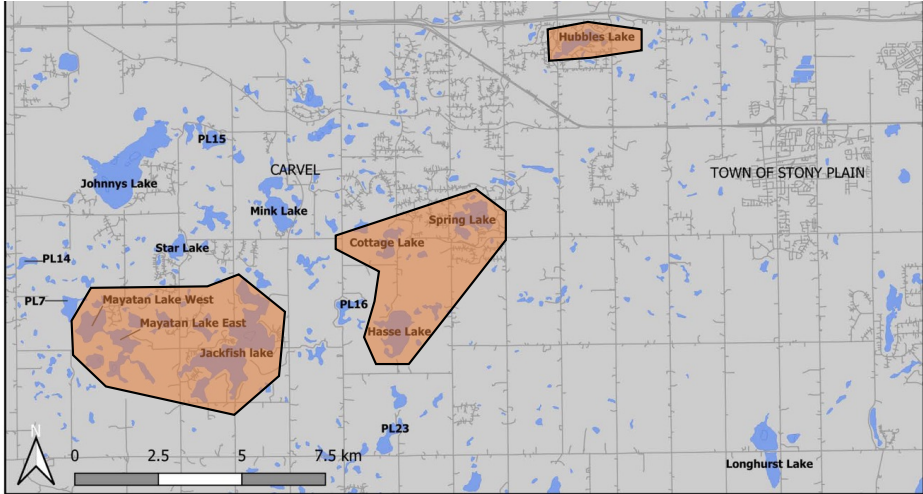 Hubbles Lake
PL15
CARVEL
TOWN OF STONY PLAIN
Johnnys Lake
Mink Lake
Spring Lake
Cottage Lake
Star Lake
PL14
PL7
Mayatan Lake West
PL16
Mayatan Lake East
Hasse Lake
Jackfish lake
PL23
N
0 2.5 5 7.5 km
Longhurst Lake